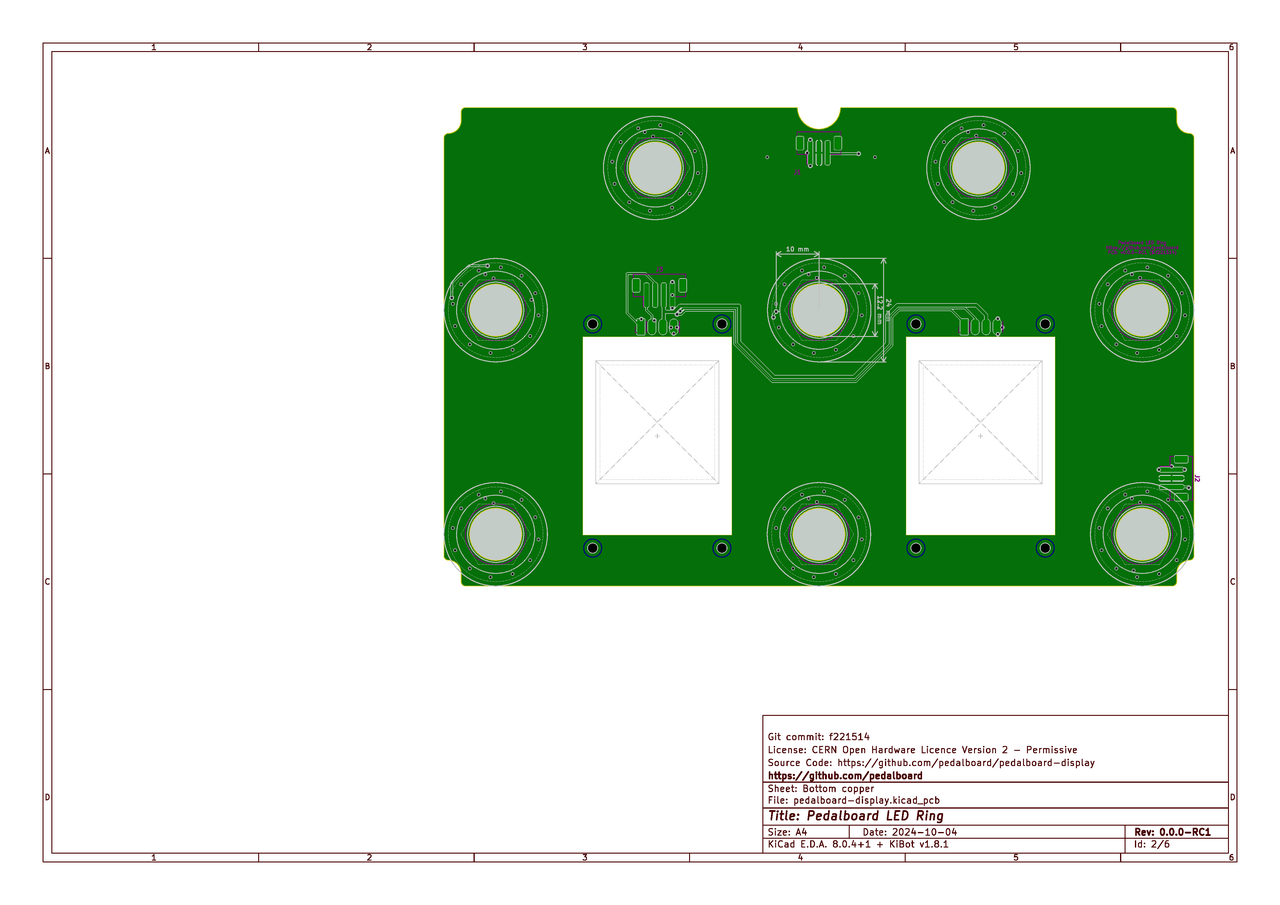 1 2 3 4 5 6
A A
10 mm
12.2 mm
24 mm
B B
J2
C C
Git commit: f221514
License: CERN Open Hardware Licence Version 2 – Permissive
Source Code: https://github.com/pedalboard/pedalboard-display
https://github.com/pedalboard
Sheet: Bottom copper
File: pedalboard-display.kicad_pcb
D D
Title: Pedalboard LED Ring
Size: A4 Date: 2024-10-04 Rev: 0.0.0-RC1
KiCad E.D.A. 8.0.4+1 + KiBot v1.8.1 Id: 2/6
1 2 3 4 5 6